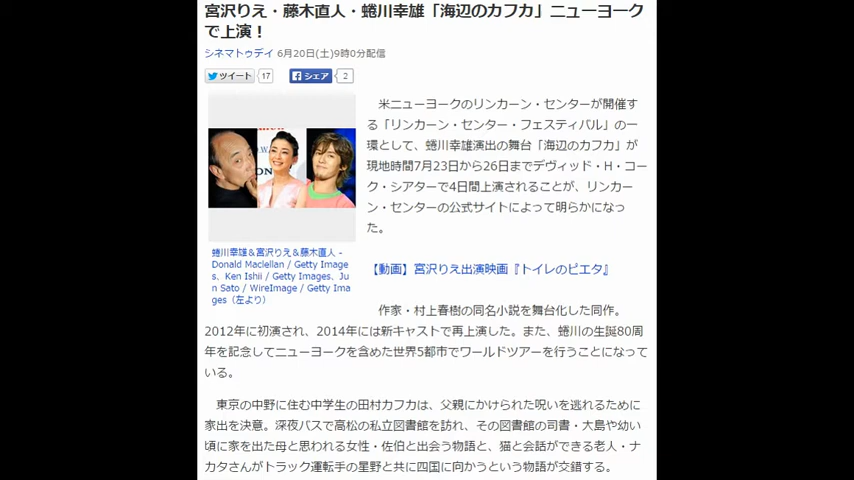 宮沢りえ・藤木直人・蜷川幸雄「海辺のカフカ」ニューヨーク
で上演！
シネマトゥデイ 6月20日(土)9時0分配信
ツイート 17 シェア 2
米ニューヨークのリンカーン・センターが開催す
る「リンカーン・センター・フェスティバル」の一
環として、蜷川幸雄演出の舞台「海辺のカフカ」が
現地時間7月23日から26日までデヴィッド・H・コー
ク・シアターで4日間上演されることが、リンカー
ン・センターの公式サイトによって明らかになっ
た。
蜷川幸雄＆宮沢りえ＆藤木直人 -
Donald Maclellan / Getty Image
s、Ken Ishii / Getty Images、Ju
n Sato / WireImage / Getty Ima
ges（左より）
【動画】宮沢りえ出演映画『トイレのピエタ』
作家・村上春樹の同名小説を舞台化した同作。
2012年に初演され、2014年には新キャストで再上演した。また、蜷川の生誕80周
年を記念してニューヨークを含めた世界5都市でワールドツアーを行うことになって
いる。
東京の中野に住む中学生の田村カフカは、父親にかけられた呪いを逃れるために
家出を決意。深夜バスで高松の私立図書館を訪れ、その図書館の司書・大島や幼い
頃に家を出た母と思われる女性・佐伯と出会う物語と、猫と会話ができる老人・ナ
カタさんがトラック運転手の星野と共に四国に向かうという物語が交錯する。